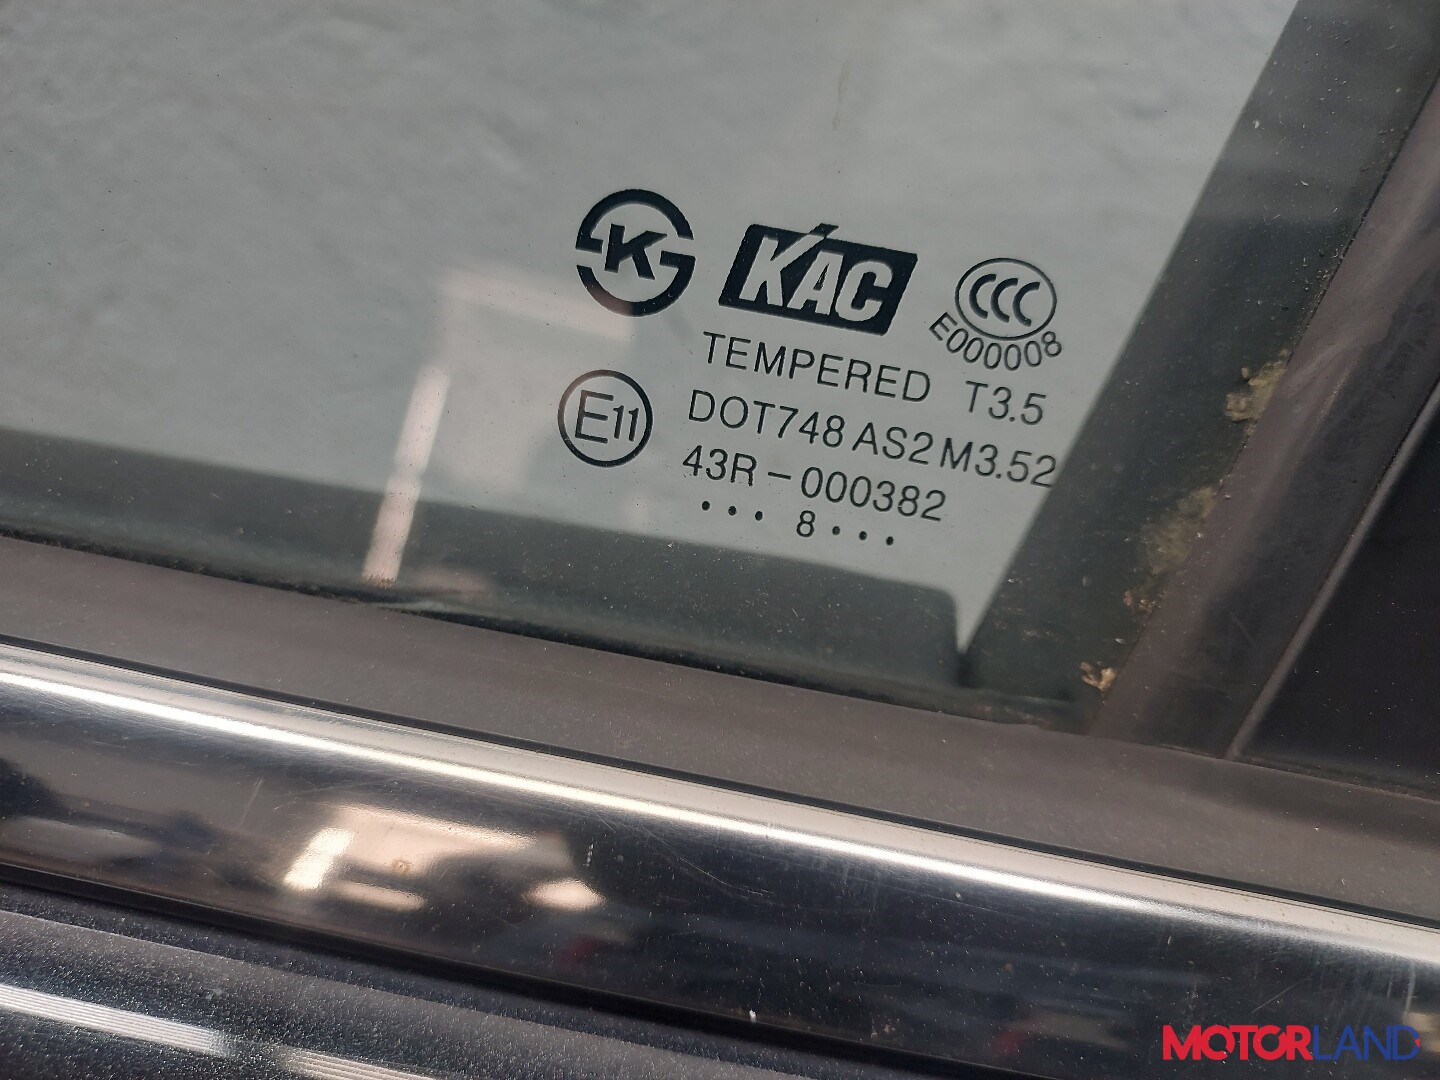 K
KAC
CCC
E000008
TEMPERED T3.5
E11
DOT748 AS2 M3.52
43R-000382
••• 8 •••
MOTORLAND